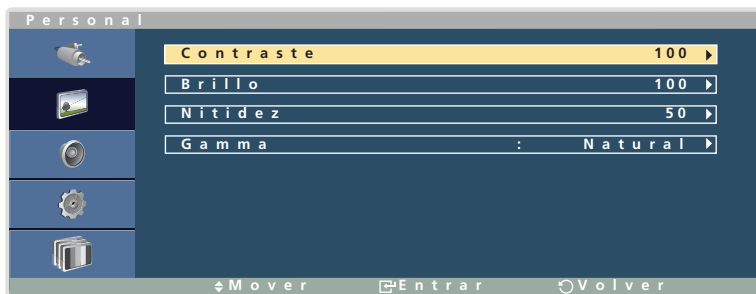 Personal
Contraste 100
Brillo 100
Nitidez 50
Gamma : Natural
Mover Entrar Volver